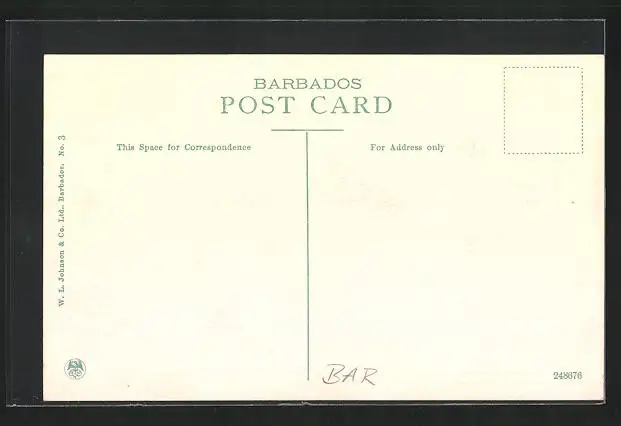 BARBADOS
POST CARD
This Space for Correspondence
For Address only
W. L. Johnson & Co. Ltd., Barbados. No. 3
BAR
248676